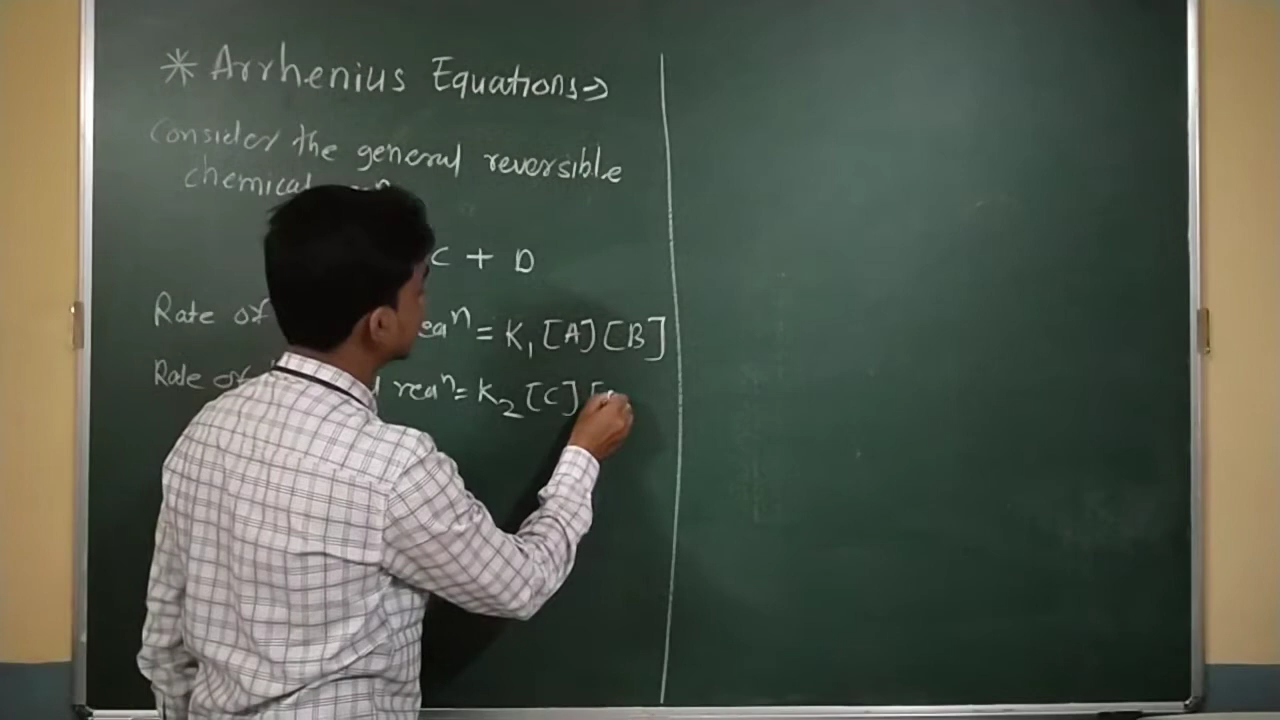 * Arrhenius Equations →
Consider the general reversible
chemical
C + D
Rate of reaⁿ = K₁ [A] [B]
Rate of reaⁿ = K₂ [C] [